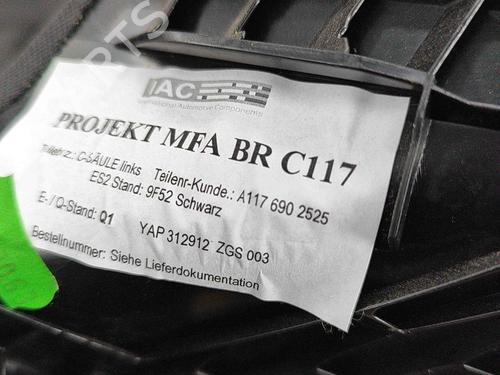 IAC
International Automotive Components
PROJEKT MFA BR C117
C-SÄULE links Teilenr-Kunde.: A117 690 2525
ES2 Stand: 9F52 Schwarz
E- / Q-Stand: Q1
YAP 312912 ZGS 003
Bestellnummer: Siehe Lieferdokumentation
PARTS